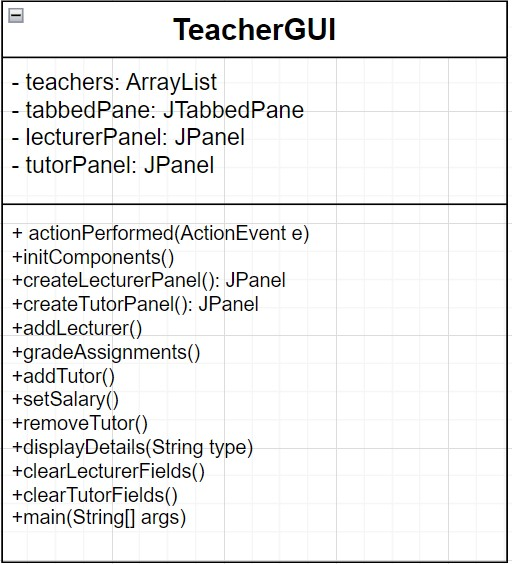 TeacherGUI
- teachers: ArrayList
- tabbedPane: JTabbedPane
- lecturerPanel: JPanel
- tutorPanel: JPanel
+ actionPerformed(ActionEvent e)
+initComponents()
+createLecturerPanel(): JPanel
+createTutorPanel(): JPanel
+addLecturer()
+gradeAssignments()
+addTutor()
+setSalary()
+removeTutor()
+displayDetails(String type)
+clearLecturerFields()
+clearTutorFields()
+main(String[] args)